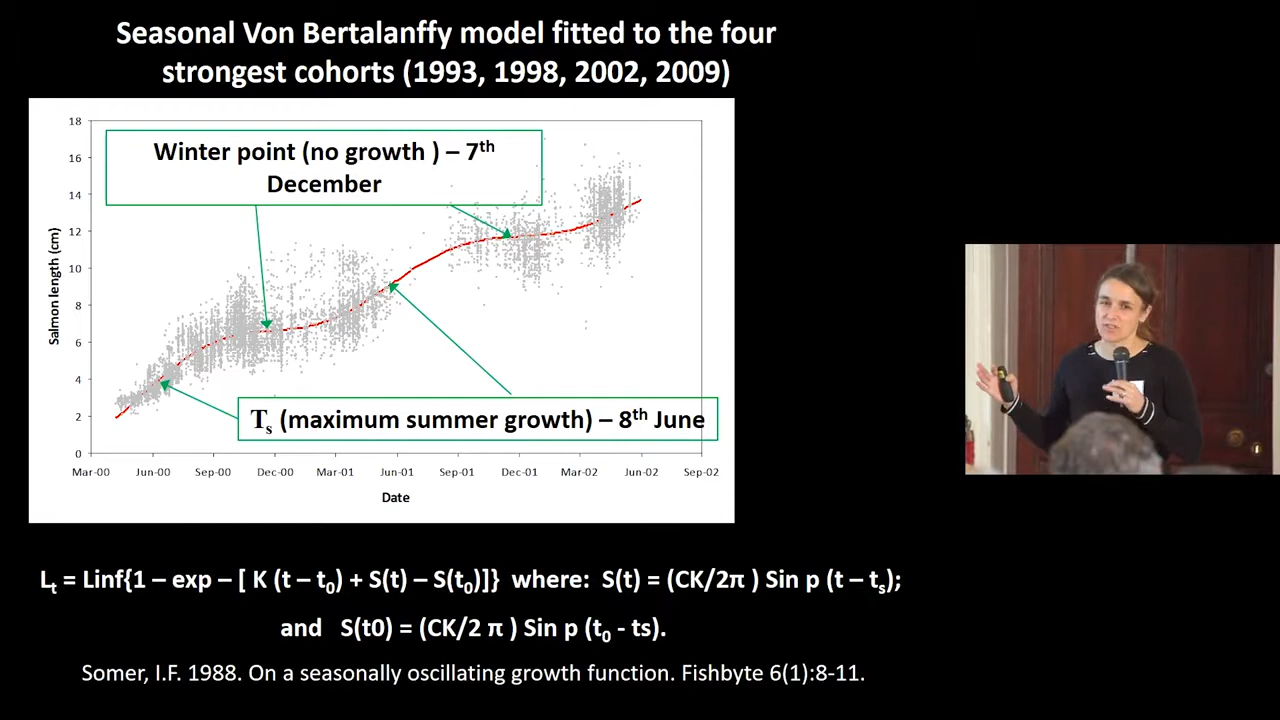 Seasonal Von Bertalanffy model fitted to the four
strongest cohorts (1993, 1998, 2002, 2009)
18
16
14
12
10
8
6
4
2
0
Salmon length (cm)
Winter point (no growth ) – 7th
December
Ts (maximum summer growth) – 8th June
Mar-00 Jun-00 Sep-00 Dec-00 Mar-01 Jun-01 Sep-01 Dec-01 Mar-02 Jun-02 Sep-02
Date
Lt = Linf{1 – exp – [ K (t – t0) + S(t) – S(t0)]} where: S(t) = (CK/2π ) Sin p (t – ts);
and S(t0) = (CK/2 π ) Sin p (t0 - ts).
Somer, I.F. 1988. On a seasonally oscillating growth function. Fishbyte 6(1):8-11.